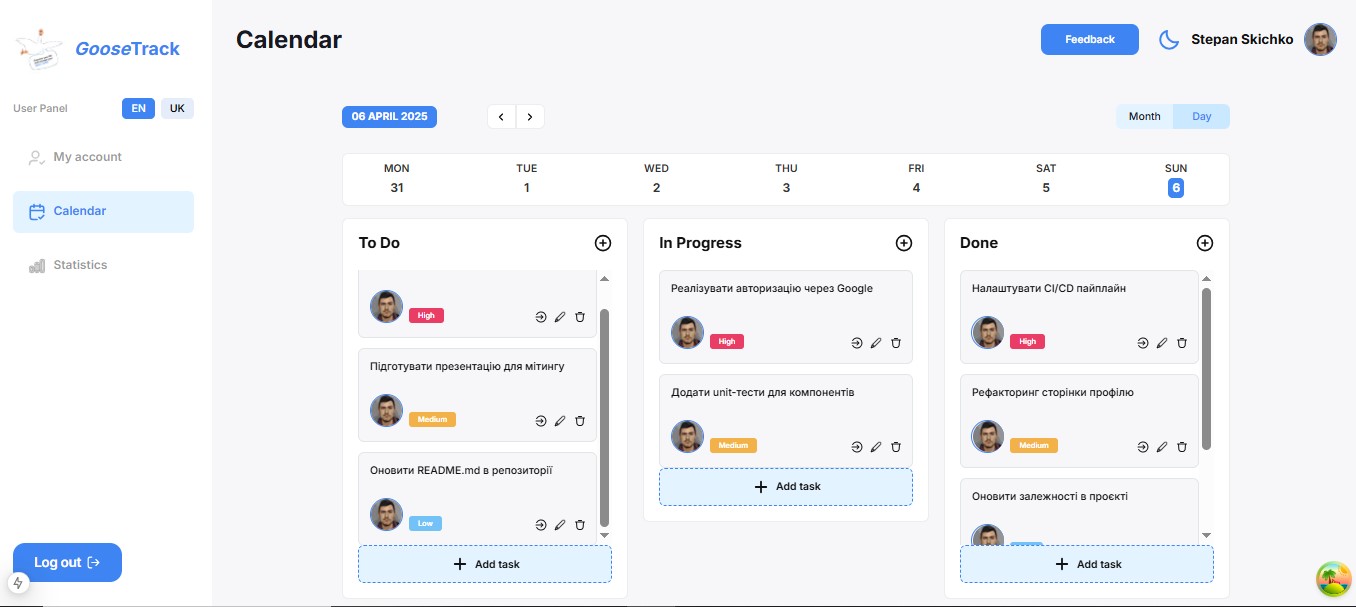 GooseTrack
Calendar
Feedback
Stepan Skichko
User Panel
EN
UK
My account
Calendar
Statistics
Log out
06 APRIL 2025
Month
Day
MON
TUE
WED
THU
FRI
SAT
SUN
31
1
2
3
4
5
6
To Do
High
Підготувати презентацію для мітингу
Medium
Оновити README.md в репозиторії
Low
Add task
In Progress
Реалізувати авторизацію через Google
High
Додати unit-тести для компонентів
Medium
Add task
Done
Налаштувати CI/CD пайплайн
High
Рефакторинг сторінки профілю
Medium
Оновити залежності в проєкті
Add task